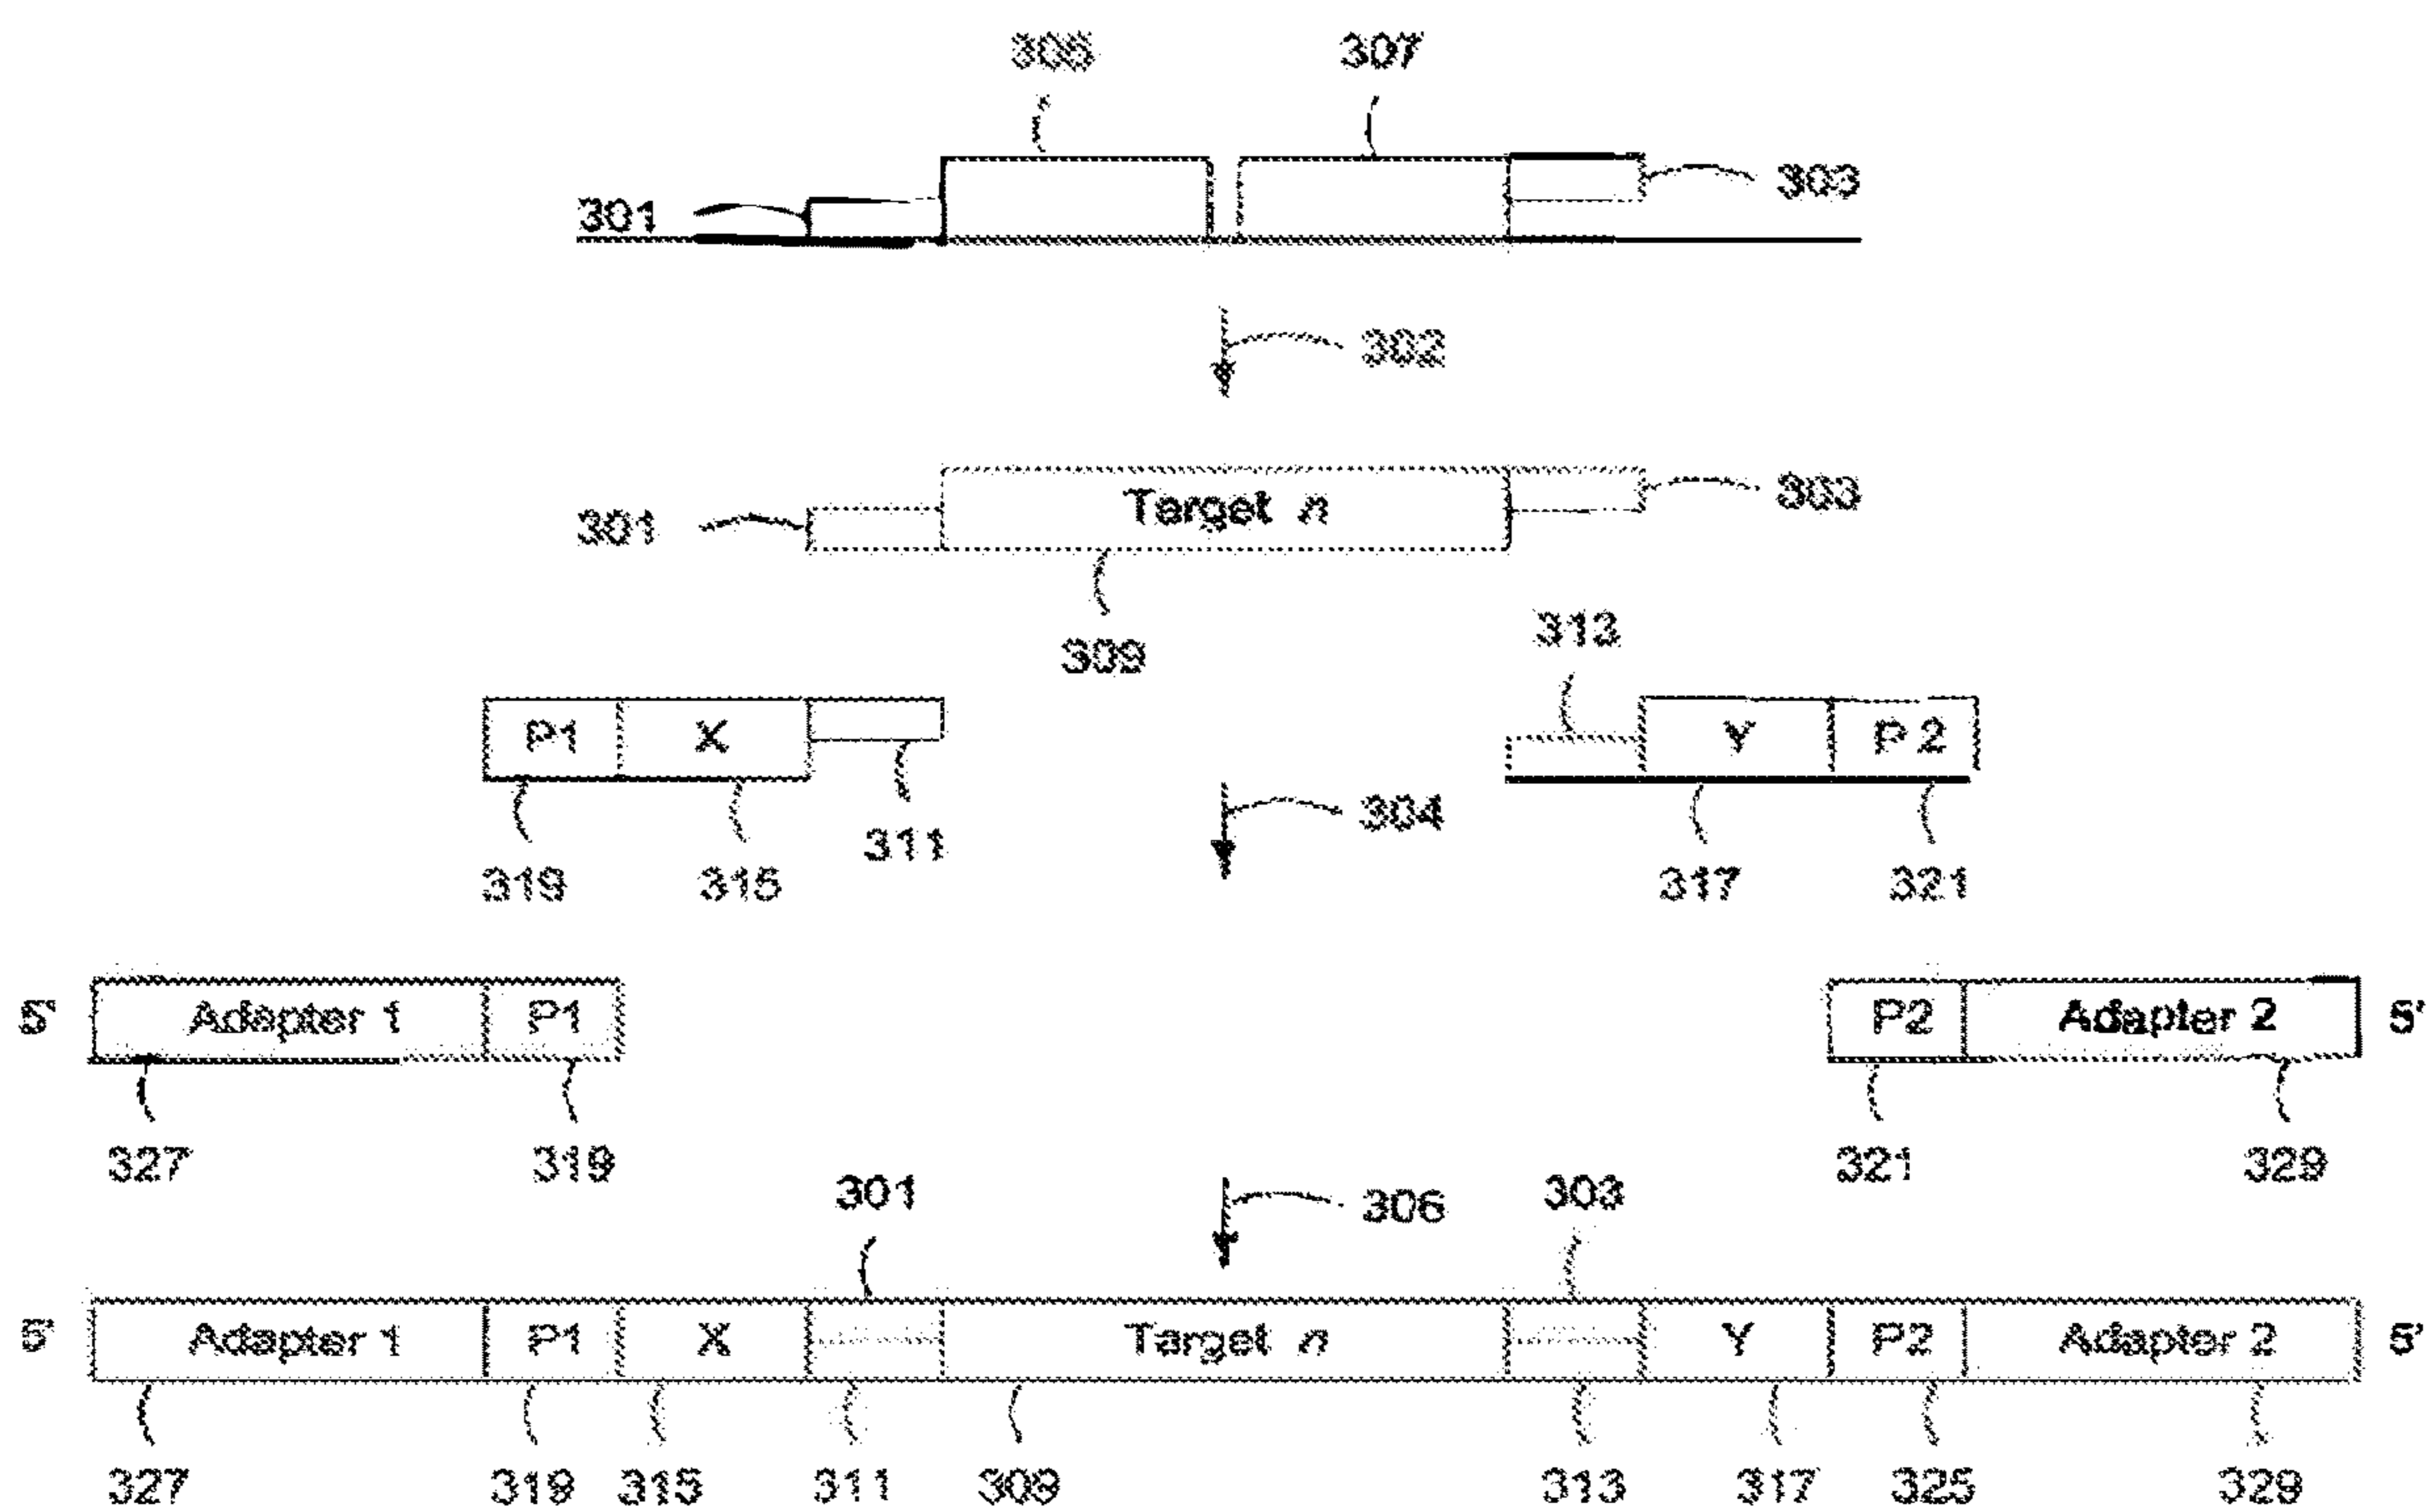 305 307
301 303
302
Target n
301 303
309 313
P1 X Y P 2
304
311
319 315 317 321
5' Adapter 1 P1 P2 Adapter 2 5'
327 319 321 329
301 306 303
5' Adapter 1 P1 X Target n Y P2 Adapter 2 5'
327 319 315 311 309 313 317 325 329